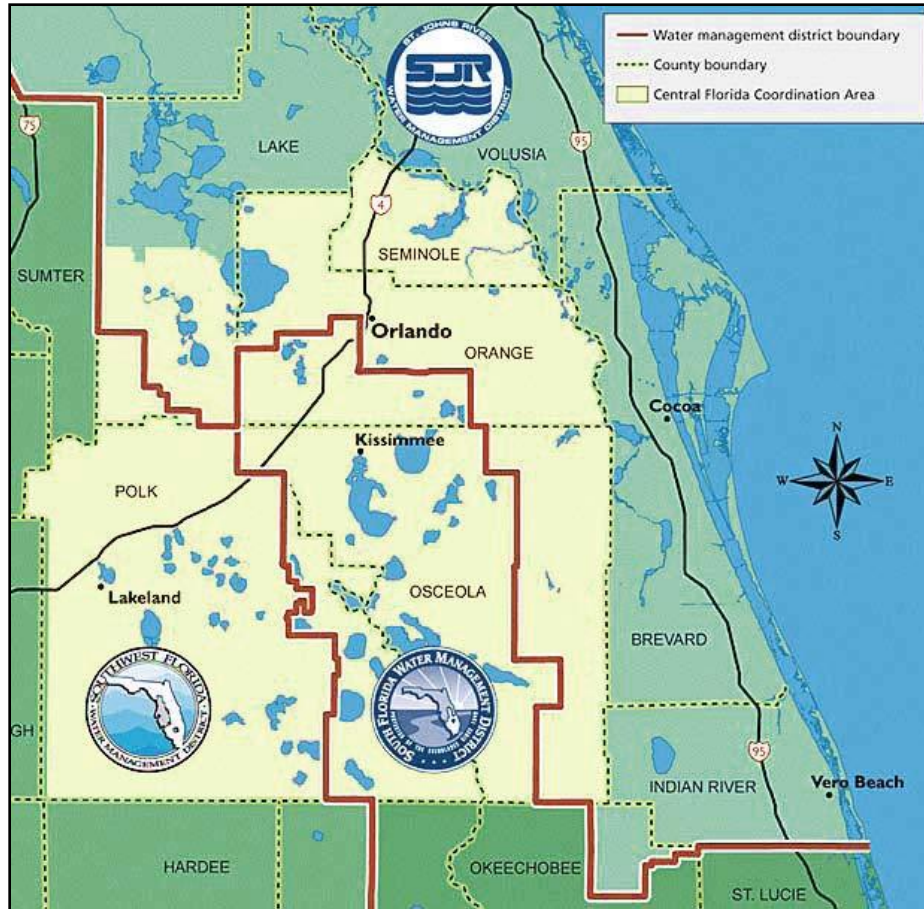 Water management district boundary
County boundary
Central Florida Coordination Area
ST. JOHNS RIVER
SJR
WATER MANAGEMENT DISTRICT
75
LAKE
VOLUSIA
95
4
SEMINOLE
SUMTER
Orlando
ORANGE
Cocoa
N
W E
S
Kissimmee
POLK
OSCEOLA
Lakeland
BREVARD
SOUTHWEST FLORIDA
WATER MANAGEMENT DISTRICT
SOUTH FLORIDA WATER MANAGEMENT DISTRICT
GH
95
INDIAN RIVER
Vero Beach
HARDEE
OKEECHOBEE
ST. LUCIE